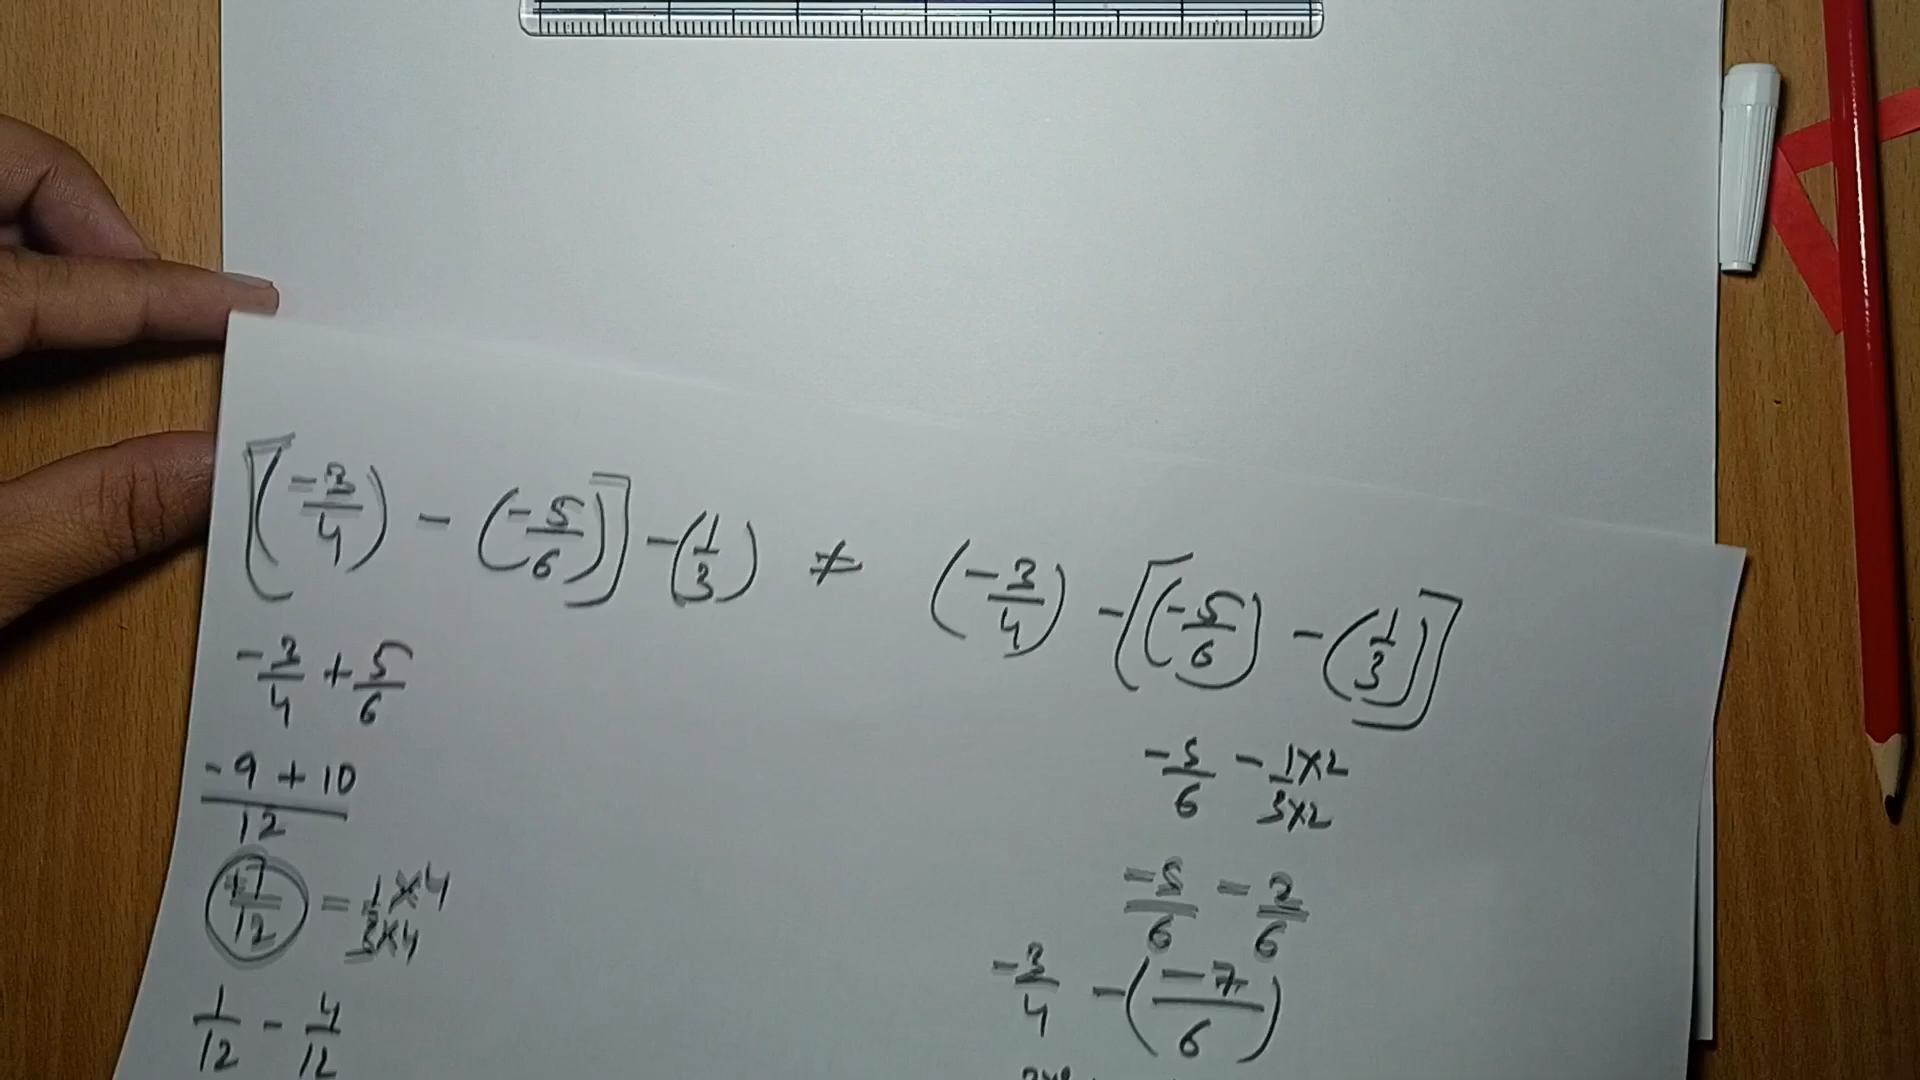 [(-3/4) - (-5/6)] - (1/3) ≠ (-3/4) - [(-5/6) - (1/3)]
-3/4 + 5/6
-9 + 10 / 12
+1/12 = 1×4/3×4
1/12 - 4/12
-5/6 - 1×2/3×2
-5/6 - 2/6
-3/4 - (-7/6)